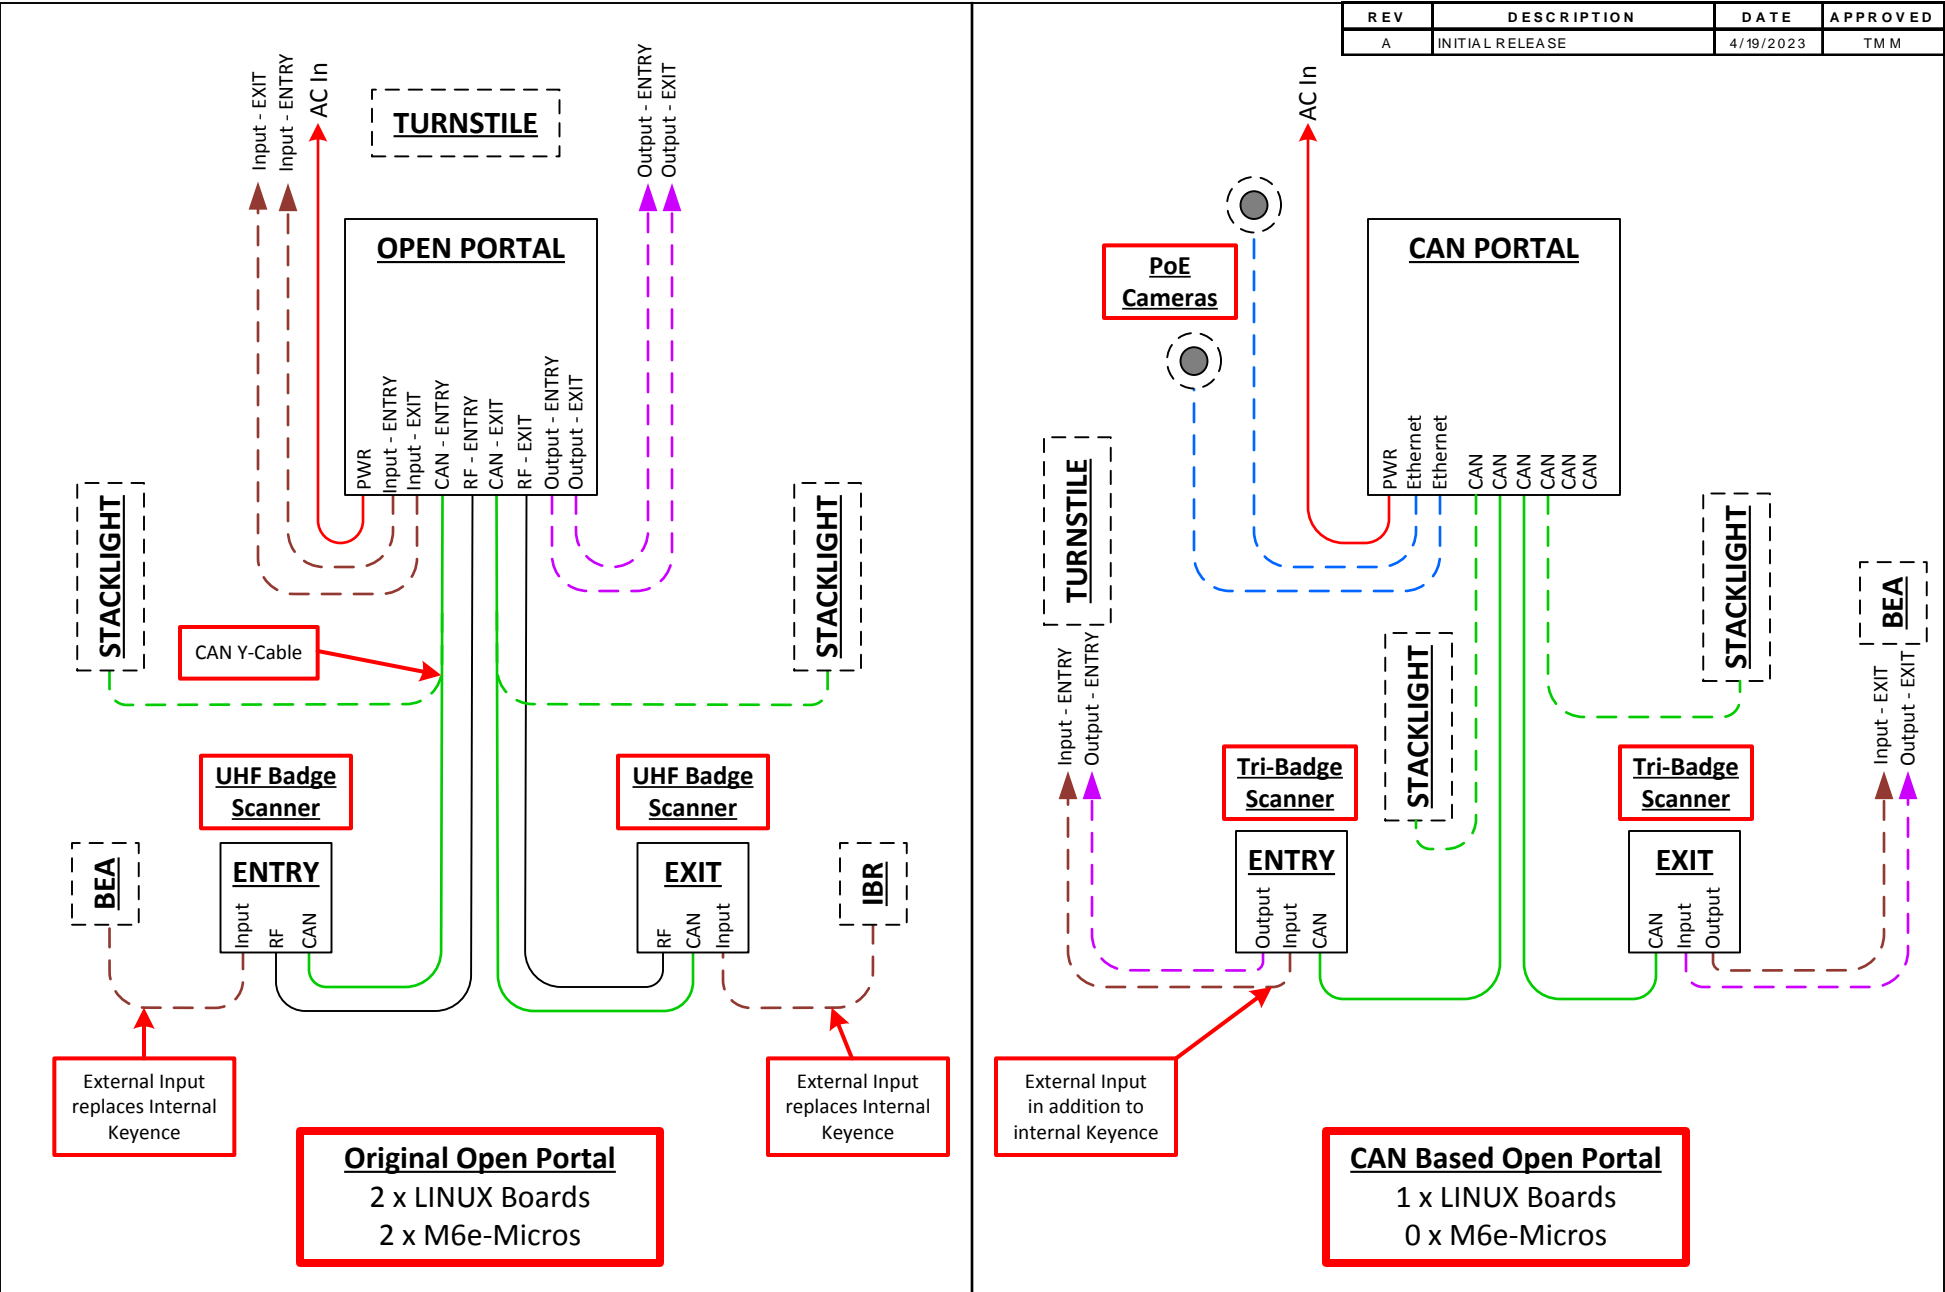 REV DESCRIPTION DATE APPROVED
A INITIAL RELEASE 4/19/2023 TMM
Input - EXIT
Input - ENTRY
AC In
TURNSTILE
Output - ENTRY
Output - EXIT
OPEN PORTAL
PWR
Input - ENTRY
Input - EXIT
CAN - ENTRY
RF - ENTRY
CAN - EXIT
RF - EXIT
Output - ENTRY
Output - EXIT
STACKLIGHT
STACKLIGHT
CAN Y-Cable
UHF Badge
Scanner
UHF Badge
Scanner
BEA
ENTRY
Input
RF
CAN
EXIT
RF
CAN
Input
IBR
External Input
replaces Internal
Keyence
External Input
replaces Internal
Keyence
Original Open Portal
2 x LINUX Boards
2 x M6e-Micros
AC In
PoE
Cameras
CAN PORTAL
PWR
Ethernet
Ethernet
CAN
CAN
CAN
CAN
CAN
CAN
TURNSTILE
Input - ENTRY
Output - ENTRY
STACKLIGHT
STACKLIGHT
BEA
Input - EXIT
Output - EXIT
Tri-Badge
Scanner
Tri-Badge
Scanner
ENTRY
Output
Input
CAN
EXIT
CAN
Input
Output
External Input
in addition to
internal Keyence
CAN Based Open Portal
1 x LINUX Boards
0 x M6e-Micros